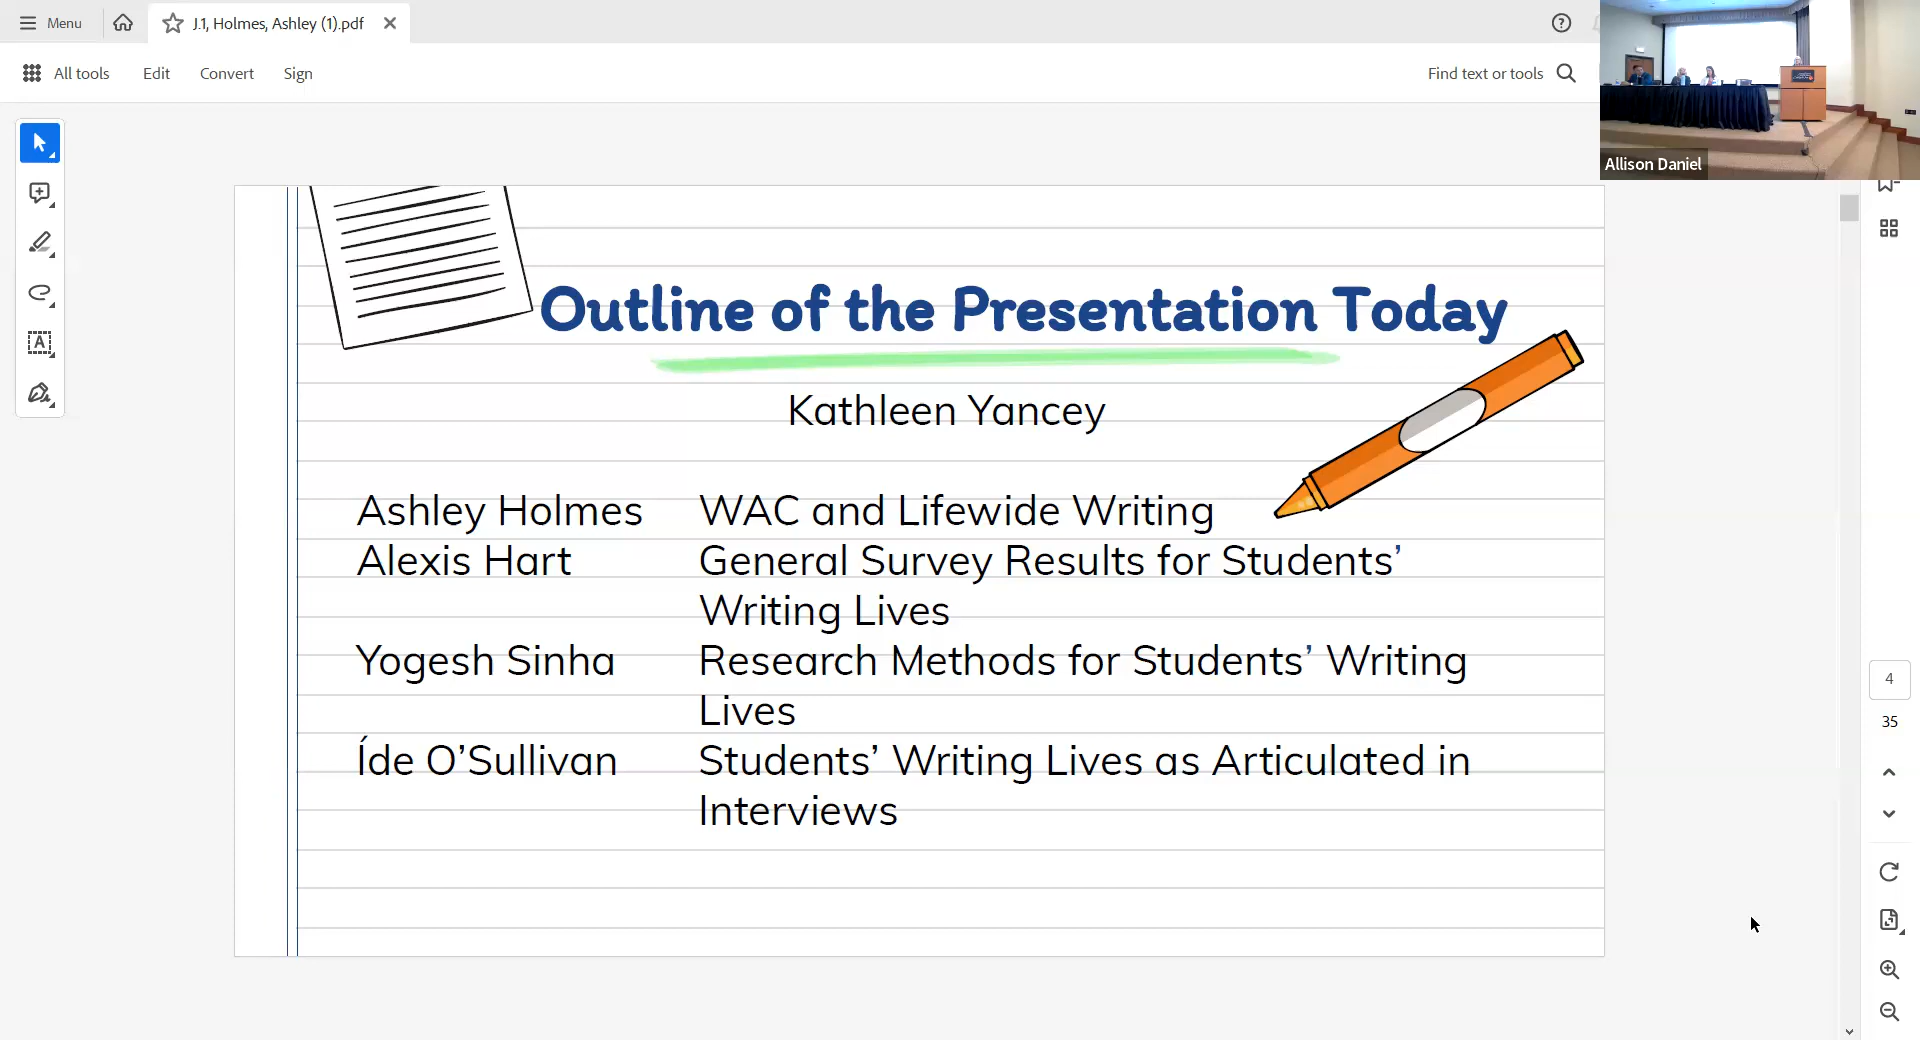 Menu
J.1, Holmes, Ashley (1).pdf
All tools
Edit
Convert
Sign
Find text or tools
Allison Daniel
Outline of the Presentation Today
Kathleen Yancey
Ashley Holmes WAC and Lifewide Writing
Alexis Hart General Survey Results for Students’
Writing Lives
Yogesh Sinha Research Methods for Students’ Writing
Lives
Íde O’Sullivan Students’ Writing Lives as Articulated in
Interviews
4
35